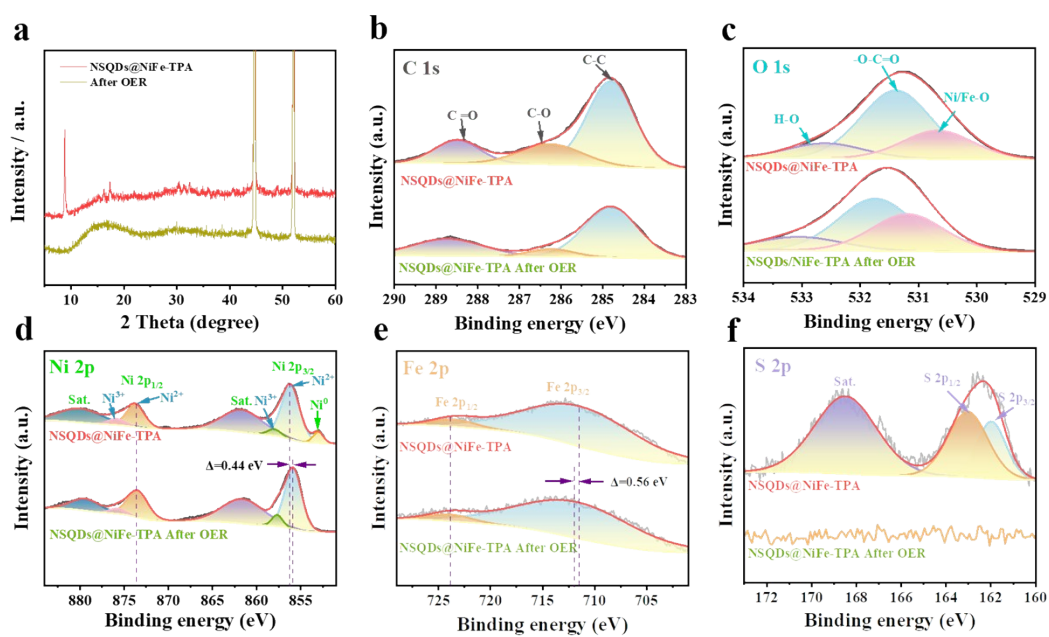 a
NSQDs@NiFe-TPA
After OER
Intensity / a.u.
10 20 30 40 50 60
2 Theta (degree)
b
C 1s
C-C
C=O
C-O
NSQDs@NiFe-TPA
NSQDs@NiFe-TPA After OER
Intensity (a.u.)
290 289 288 287 286 285 284 283
Binding energy (eV)
c
O 1s
-O-C=O
Ni/Fe-O
H-O
NSQDs@NiFe-TPA
NSQDs/NiFe-TPA After OER
Intensity (a.u.)
534 533 532 531 530 529
Binding energy (eV)
d
Ni 2p
Ni 2p3/2
Ni 2p1/2
Ni²⁺
Sat.
Ni³⁺
Ni²⁺
Sat.
Ni³⁺
Ni⁰
NSQDs@NiFe-TPA
Δ=0.44 eV
NSQDs@NiFe-TPA After OER
Intensity (a.u.)
880 875 870 865 860 855
Binding energy (eV)
e
Fe 2p
Fe 2p3/2
Fe 2p1/2
NSQDs@NiFe-TPA
Δ=0.56 eV
NSQDs@NiFe-TPA After OER
Intensity (a.u.)
725 720 715 710 705
Binding energy (eV)
f
S 2p
Sat.
S 2p1/2
S 2p3/2
NSQDs@NiFe-TPA
NSQDs@NiFe-TPA After OER
Intensity (a.u.)
172 170 168 166 164 162 160
Binding energy (eV)